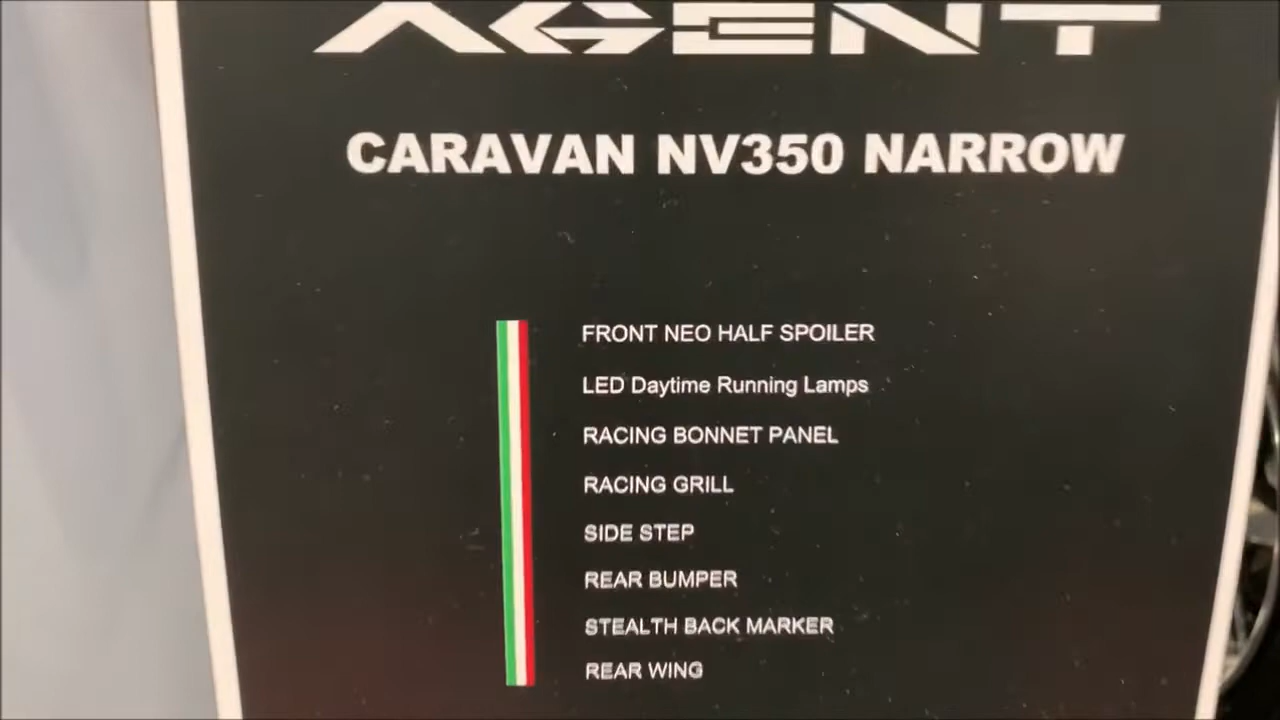 AGENT
CARAVAN NV350 NARROW
FRONT NEO HALF SPOILER
LED Daytime Running Lamps
RACING BONNET PANEL
RACING GRILL
SIDE STEP
REAR BUMPER
STEALTH BACK MARKER
REAR WING